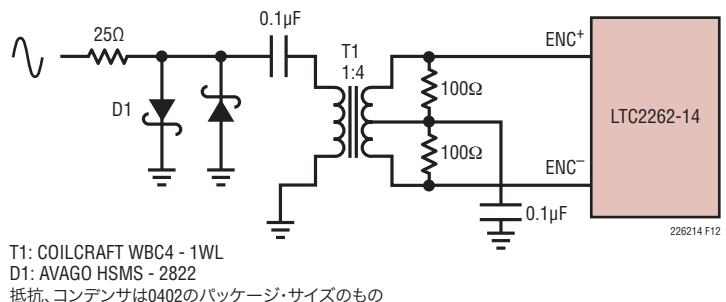 25Ω
0.1µF
T1
1:4
ENC+
D1
100Ω
LTC2262-14
100Ω
ENC–
0.1µF
226214 F12
T1: COILCRAFT WBC4 - 1WL
D1: AVAGO HSMS - 2822
抵抗、コンデンサは0402のパッケージ・サイズのもの